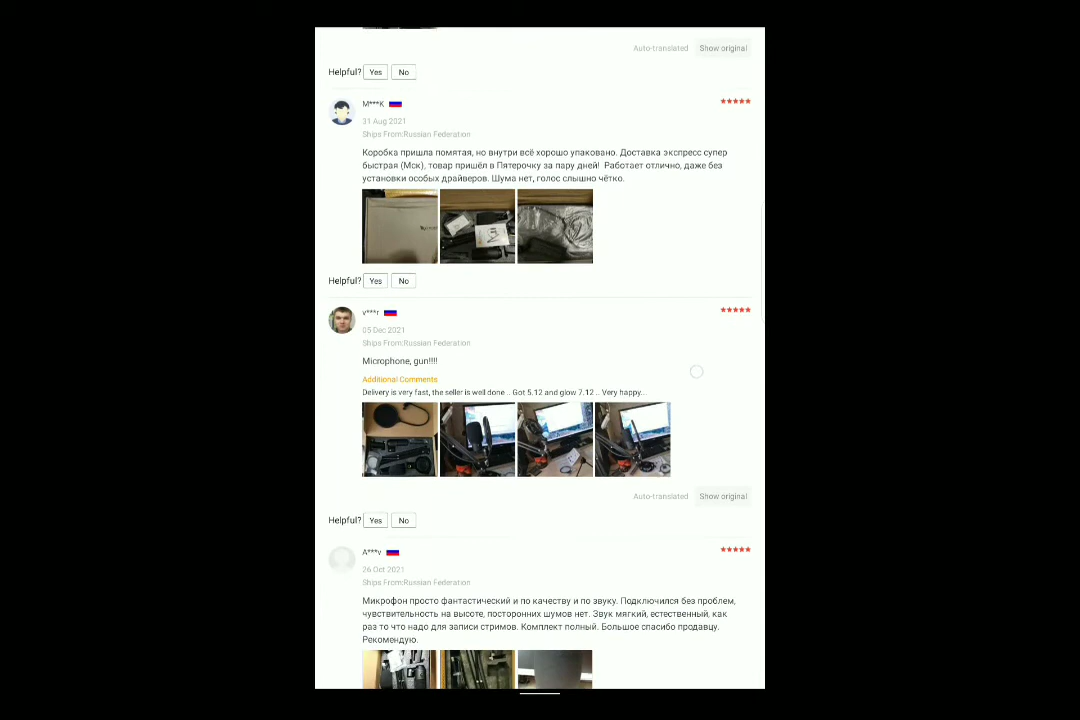 Auto-translated Show original
Helpful? Yes No
M***K
31 Aug 2021
Ships From:Russian Federation
Коробка пришла помятая, но внутри всё хорошо упаковано. Доставка экспресс супер
быстрая (Мск), товар пришёл в Пятерочку за пару дней! Работает отлично, даже без
установки особых драйверов. Шума нет, голос слышно чётко.
Helpful? Yes No
v***r
05 Dec 2021
Ships From:Russian Federation
Microphone, gun!!!!
Additional Comments
Delivery is very fast, the seller is well done .. Got 5.12 and glow 7.12 .. Very happy...
Auto-translated Show original
Helpful? Yes No
A***v
26 Oct 2021
Ships From:Russian Federation
Микрофон просто фантастический и по качеству и по звуку. Подключился без проблем,
чувствительность на высоте, посторонних шумов нет. Звук мягкий, естественный, как
раз то что надо для записи стримов. Комплект полный. Большое спасибо продавцу.
Рекомендую.